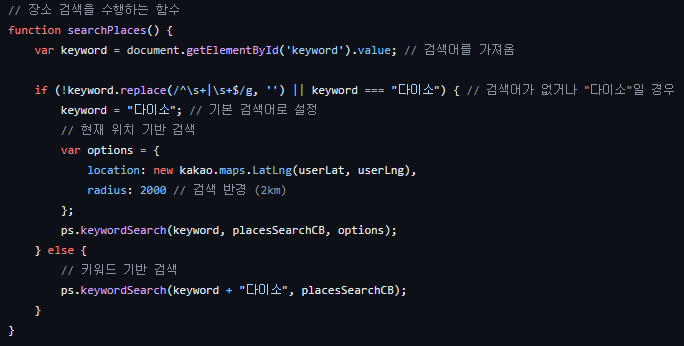 // 장소 검색을 수행하는 함수
function searchPlaces() {
    var keyword = document.getElementById('keyword').value; // 검색어를 가져옴

    if (!keyword.replace(/^\s+|\s+$/g, '') || keyword === "다이소") { // 검색어가 없거나 "다이소"일 경우
        keyword = "다이소"; // 기본 검색어로 설정
        // 현재 위치 기반 검색
        var options = {
            location: new kakao.maps.LatLng(userLat, userLng),
            radius: 2000 // 검색 반경 (2km)
        };
        ps.keywordSearch(keyword, placesSearchCB, options);
    } else {
        // 키워드 기반 검색
        ps.keywordSearch(keyword + "다이소", placesSearchCB);
    }
}